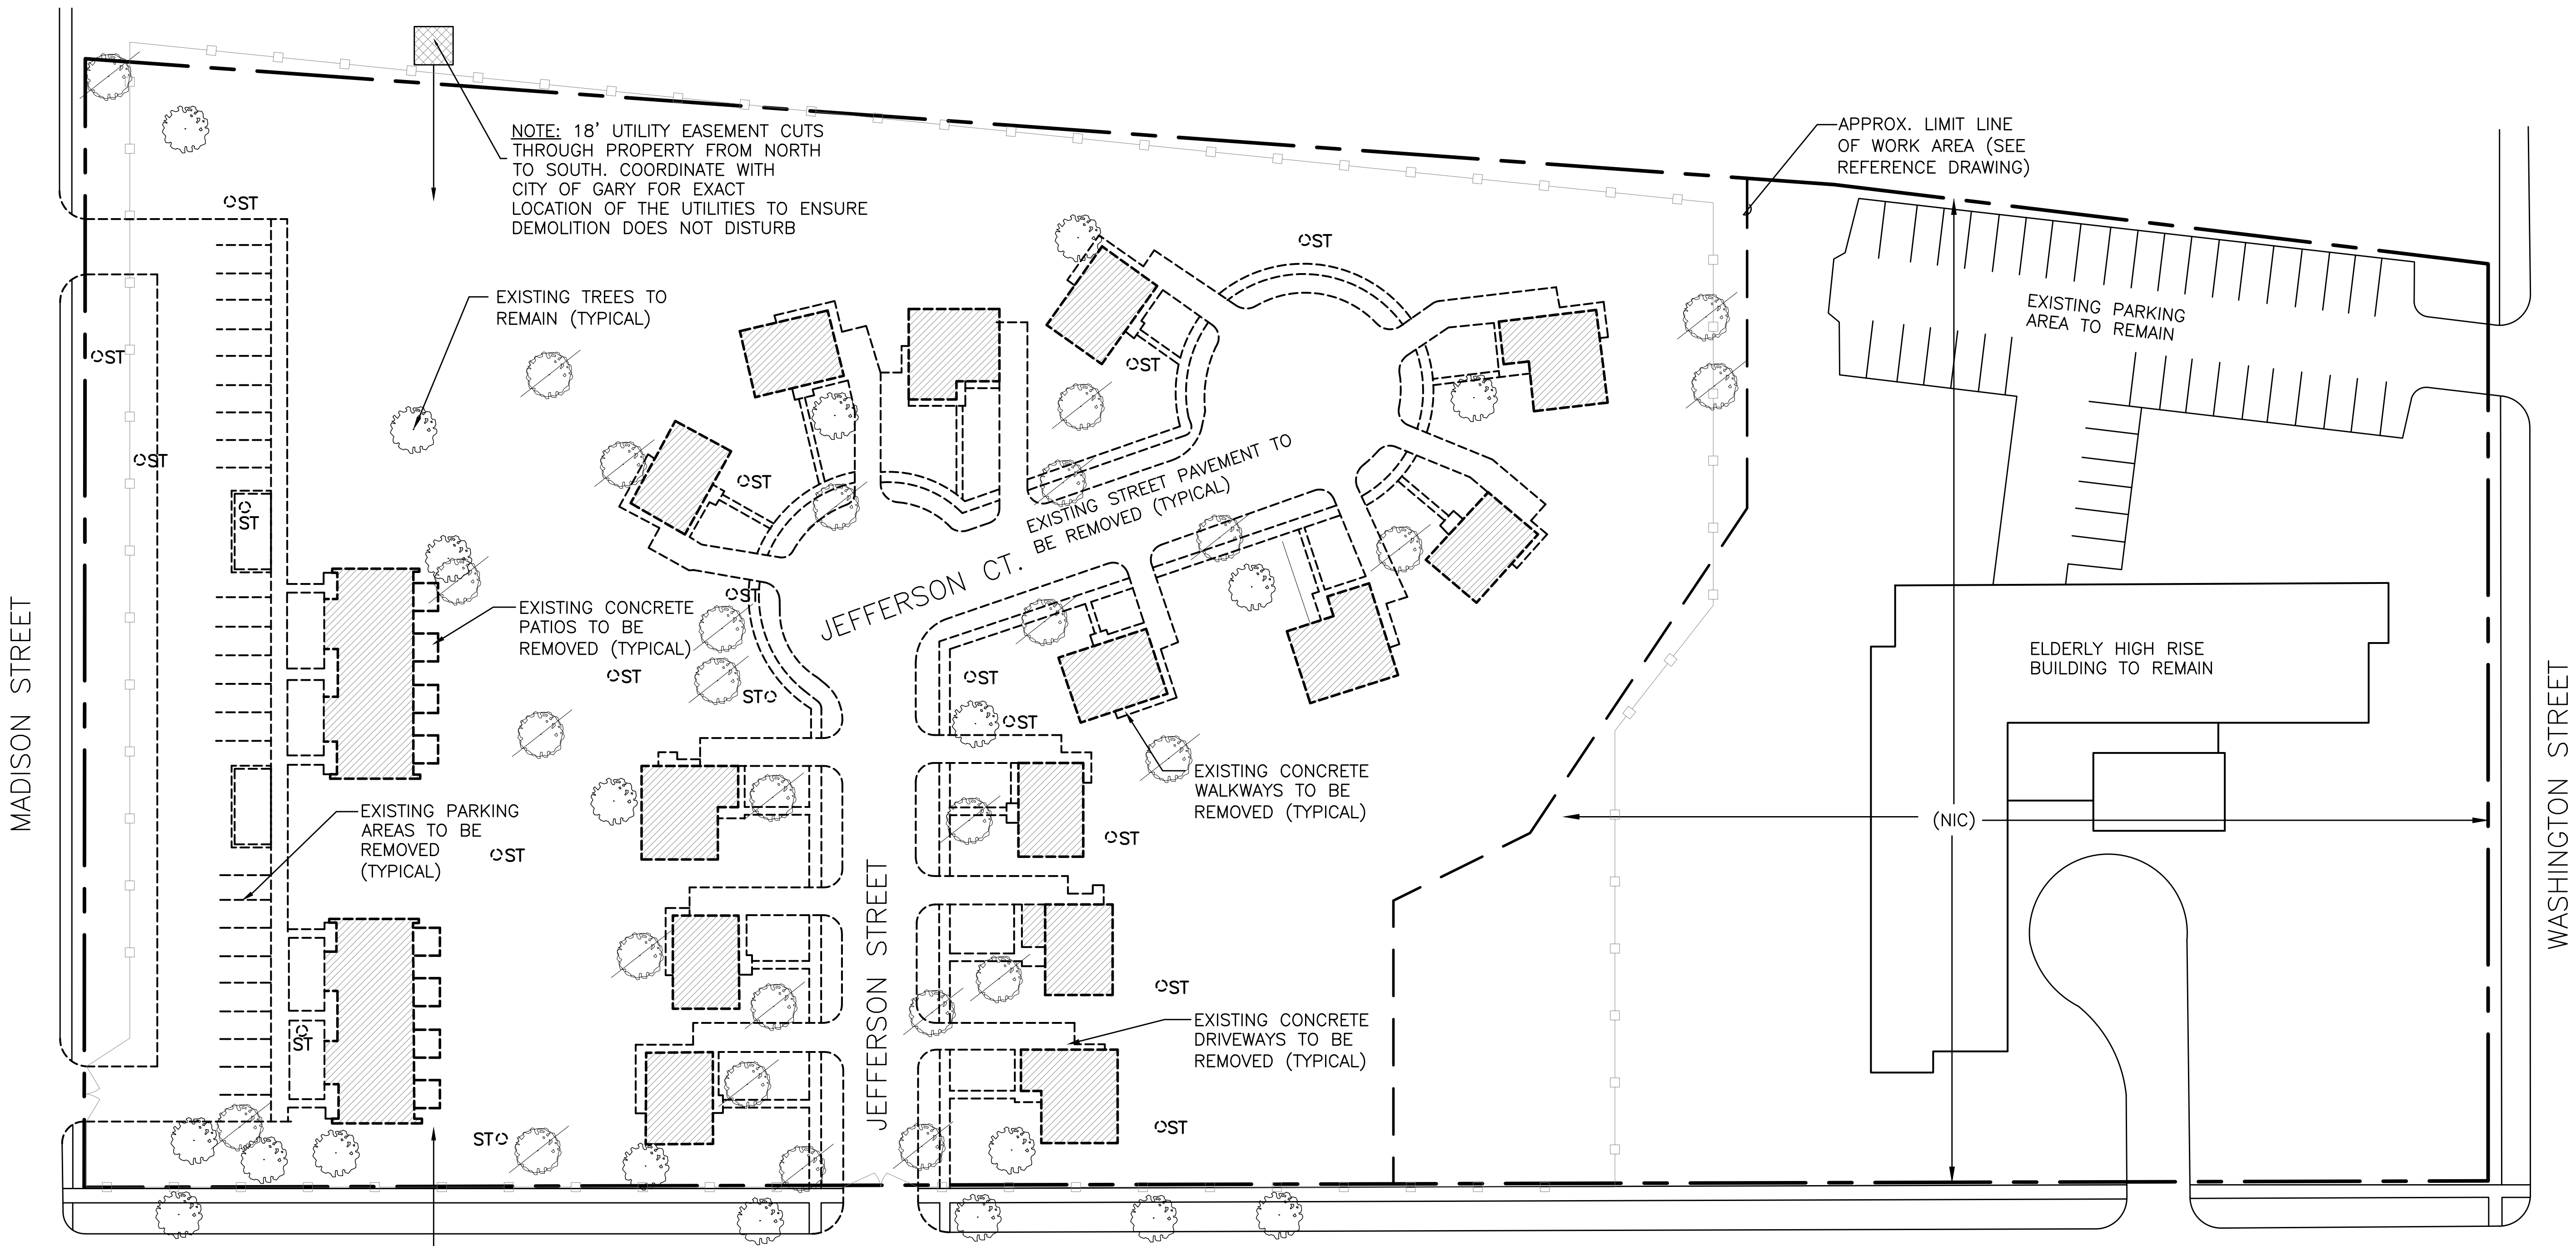 NOTE: 18' UTILITY EASEMENT CUTS
THROUGH PROPERTY FROM NORTH
TO SOUTH. COORDINATE WITH
CITY OF GARY FOR EXACT
LOCATION OF THE UTILITIES TO ENSURE
DEMOLITION DOES NOT DISTURB
APPROX. LIMIT LINE
OF WORK AREA (SEE
REFERENCE DRAWING)
ST
ST
EXISTING TREES TO
REMAIN (TYPICAL)
EXISTING PARKING
AREA TO REMAIN
ST
ST
ST
ST
ST
EXISTING STREET PAVEMENT TO
BE REMOVED (TYPICAL)
JEFFERSON CT.
MADISON STREET
EXISTING CONCRETE
PATIOS TO BE
REMOVED (TYPICAL)
ST
ST
ST
ST
ST
ELDERLY HIGH RISE
BUILDING TO REMAIN
WASHINGTON STREET
EXISTING CONCRETE
WALKWAYS TO BE
REMOVED (TYPICAL)
EXISTING PARKING
AREAS TO BE
REMOVED
(TYPICAL)
ST
ST
(NIC)
JEFFERSON STREET
ST
EXISTING CONCRETE
DRIVEWAYS TO BE
REMOVED (TYPICAL)
ST
ST
ST